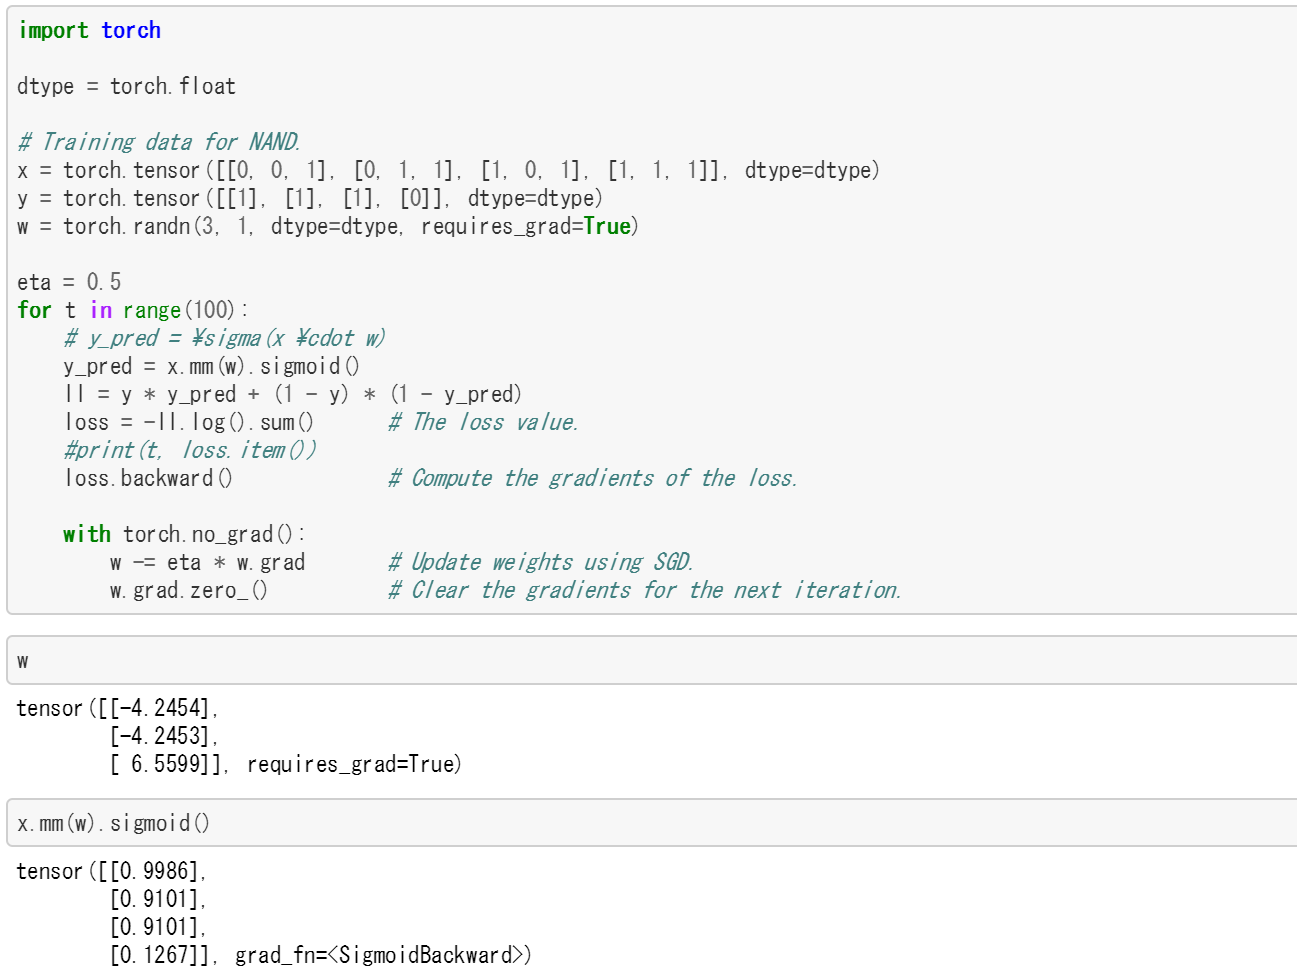 import torch

dtype = torch.float

# Training data for NAND.
x = torch.tensor([[0, 0, 1], [0, 1, 1], [1, 0, 1], [1, 1, 1]], dtype=dtype)
y = torch.tensor([[1], [1], [1], [0]], dtype=dtype)
w = torch.randn(3, 1, dtype=dtype, requires_grad=True)

eta = 0.5
for t in range(100):
    # y_pred = ¥sigma(x ¥cdot w)
    y_pred = x.mm(w).sigmoid()
    ll = y * y_pred + (1 - y) * (1 - y_pred)
    loss = -ll.log().sum()      # The loss value.
    #print(t, loss.item())
    loss.backward()             # Compute the gradients of the loss.

    with torch.no_grad():
        w -= eta * w.grad       # Update weights using SGD.
        w.grad.zero_()          # Clear the gradients for the next iteration.

w

tensor([[-4.2454],
        [-4.2453],
        [ 6.5599]], requires_grad=True)

x.mm(w).sigmoid()

tensor([[0.9986],
        [0.9101],
        [0.9101],
        [0.1267]], grad_fn=<SigmoidBackward>)